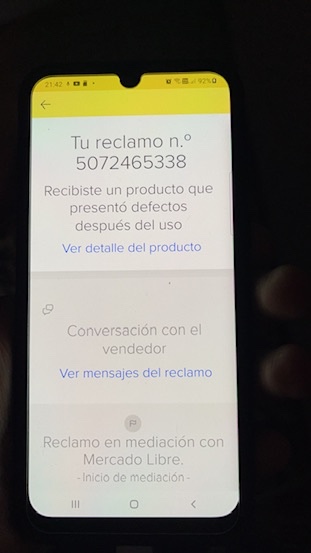 21:42 92%
Tu reclamo n.º
5072465338
Recibiste un producto que
presentó defectos
después del uso
Ver detalle del producto
Conversación con el
vendedor
Ver mensajes del reclamo
Reclamo en mediación con
Mercado Libre.
- Inicio de mediación -